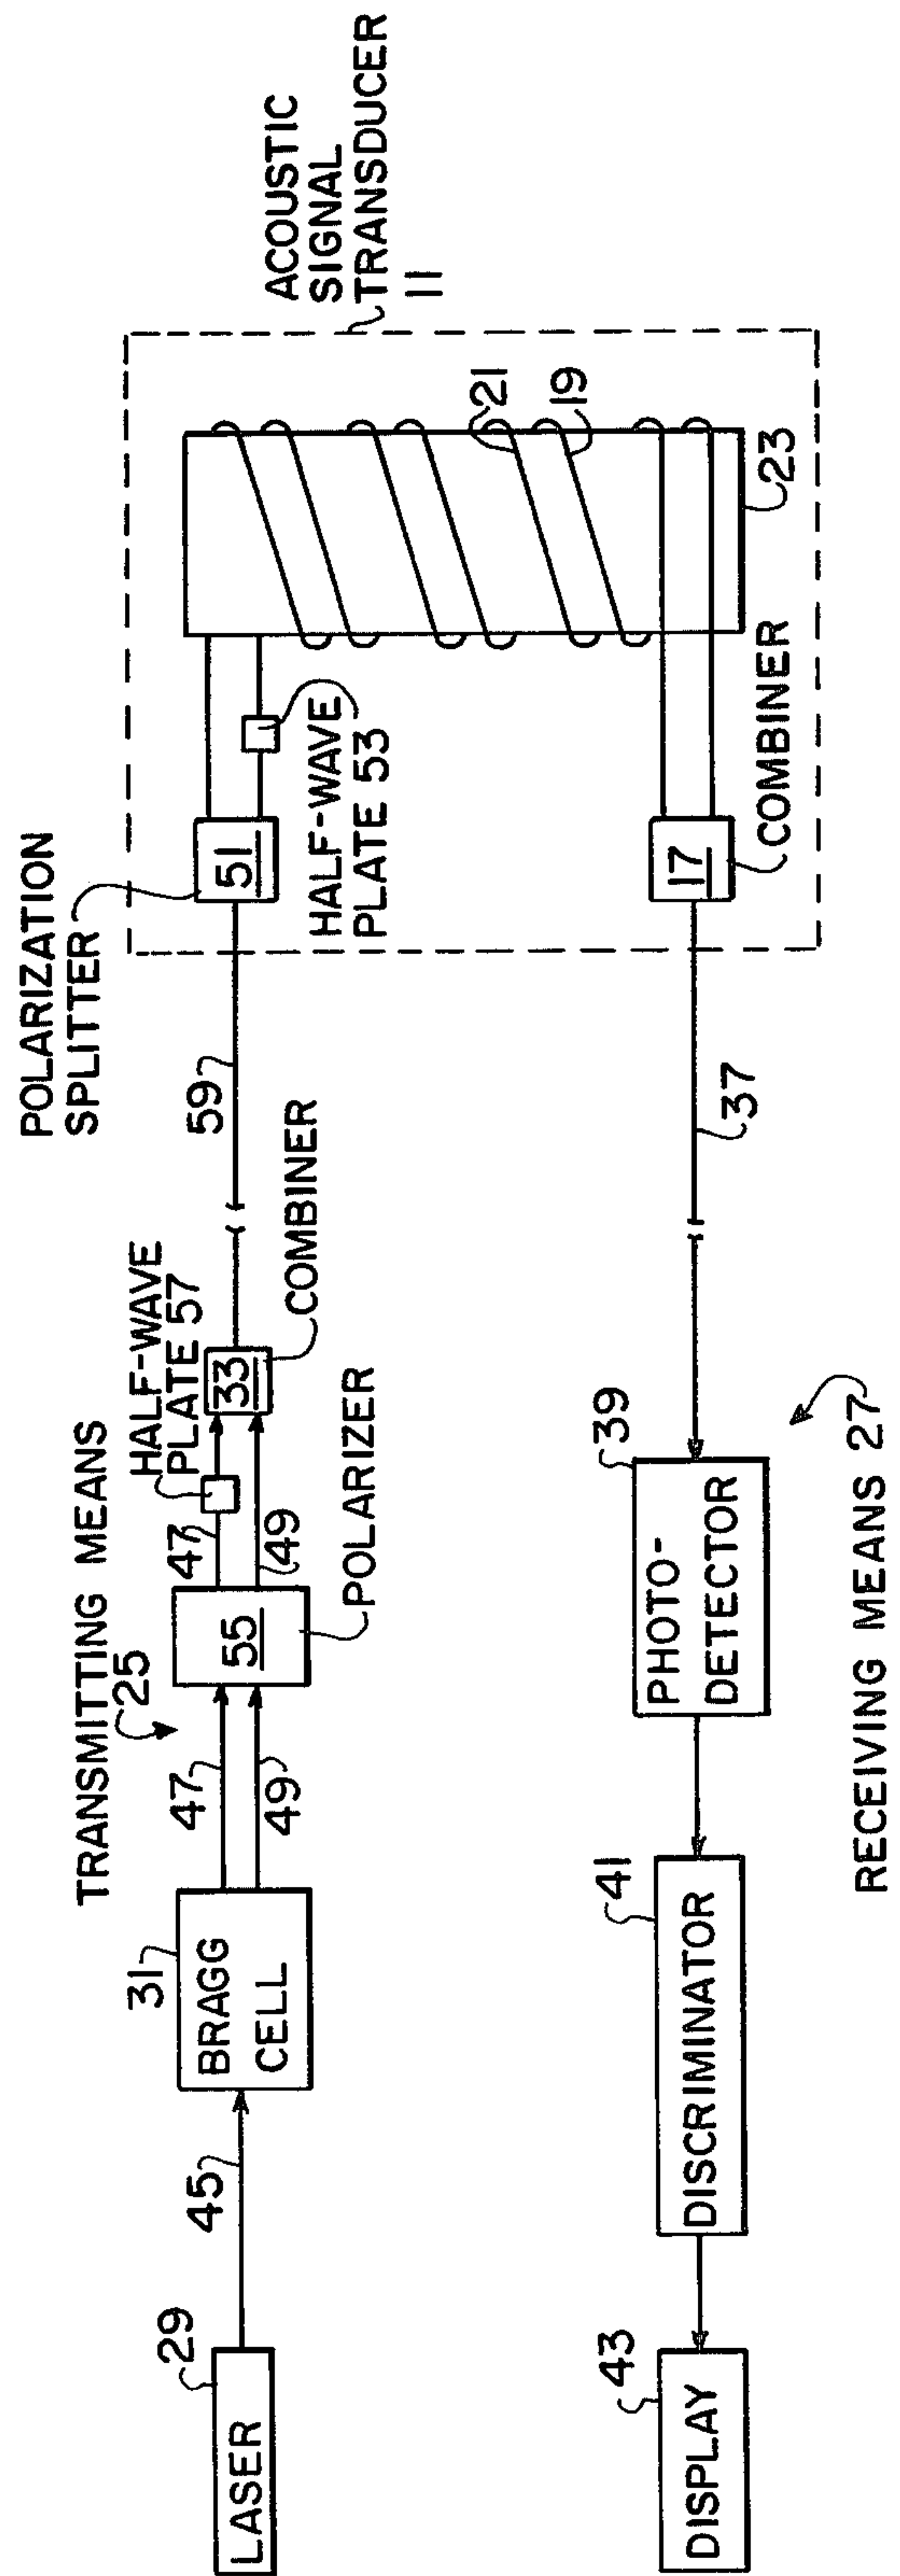 TRANSMITTING MEANS
25
LASER
29
45
BRAGG
CELL
31
47
49
55
POLARIZER
47
49
HALF-WAVE
PLATE 57
33
COMBINER
59
POLARIZATION
SPLITTER
51
HALF-WAVE
PLATE 53
ACOUSTIC
SIGNAL
TRANSDUCER
11
21
19
23
17
COMBINER
37
39
PHOTO-
DETECTOR
41
DISCRIMINATOR
43
DISPLAY
RECEIVING MEANS 27